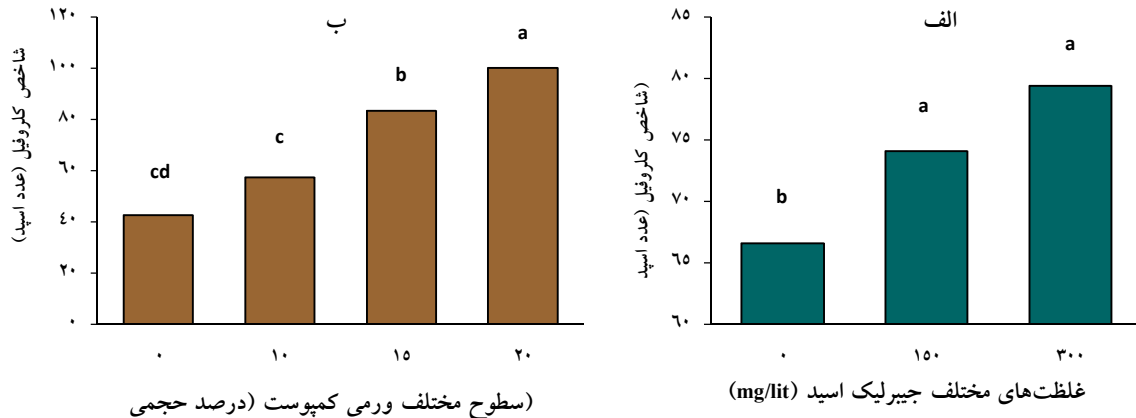 ب
شاخص کلروفیل (عدد اسپد)
۱۲۰
۱۰۰
۸۰
۶۰
۴۰
۲۰
۰
cd
c
b
a
۰ ۱۰ ۱۵ ۲۰
سطوح مختلف ورمی کمپوست (درصد حجمی)
الف
(شاخص کلروفیل (عدد اسپد
۸۵
۸۰
۷۵
۷۰
۶۵
۶۰
b
a
a
۰ ۱۵۰ ۳۰۰
غلظت‌های مختلف جیبرلیک اسید (mg/lit)